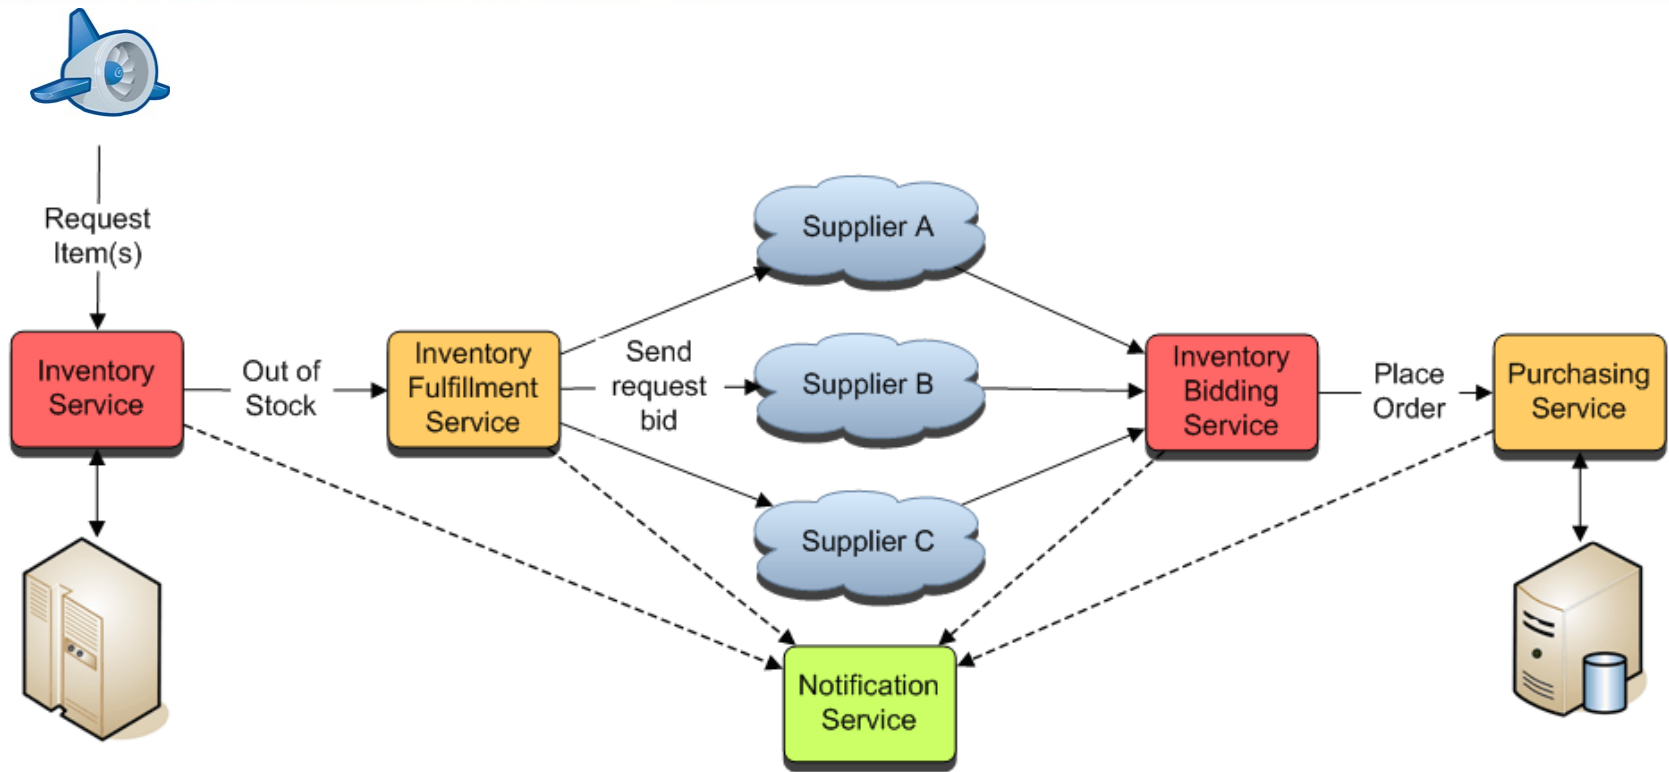 Request
Item(s)
Inventory
Service
Out of
Stock
Inventory
Fulfillment
Service
Send
request
bid
Supplier A
Supplier B
Supplier C
Inventory
Bidding
Service
Place
Order
Purchasing
Service
Notification
Service